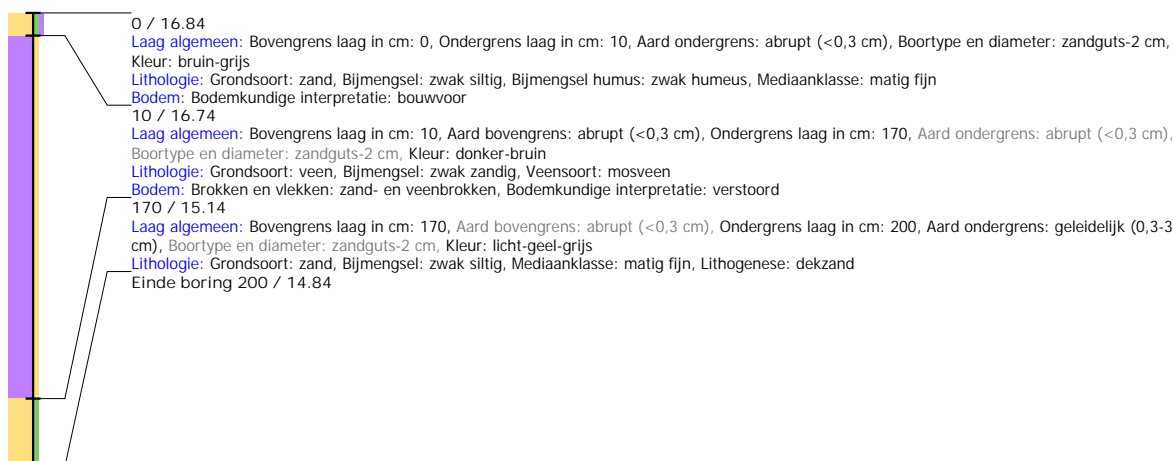 0 / 16.84
Laag algemeen: Bovengrens laag in cm: 0, Ondergrens laag in cm: 10, Aard ondergrens: abrupt (<0,3 cm), Boortype en diameter: zandguts-2 cm,
Kleur: bruin-grijs
Lithologie: Grondsoort: zand, Bijmengsel: zwak siltig, Bijmengsel humus: zwak humeus, Mediaanklasse: matig fijn
Bodem: Bodemkundige interpretatie: bouwvoor
10 / 16.74
Laag algemeen: Bovengrens laag in cm: 10, Aard bovengrens: abrupt (<0,3 cm), Ondergrens laag in cm: 170, Aard ondergrens: abrupt (<0,3 cm),
Boortype en diameter: zandguts-2 cm, Kleur: donker-bruin
Lithologie: Grondsoort: veen, Bijmengsel: zwak zandig, Veensoort: mosveen
Bodem: Brokken en vlekken: zand- en veenbrokken, Bodemkundige interpretatie: verstoord
170 / 15.14
Laag algemeen: Bovengrens laag in cm: 170, Aard bovengrens: abrupt (<0,3 cm), Ondergrens laag in cm: 200, Aard ondergrens: geleidelijk (0,3-3
cm), Boortype en diameter: zandguts-2 cm, Kleur: licht-geel-grijs
Lithologie: Grondsoort: zand, Bijmengsel: zwak siltig, Mediaanklasse: matig fijn, Lithogenese: dekzand
Einde boring 200 / 14.84